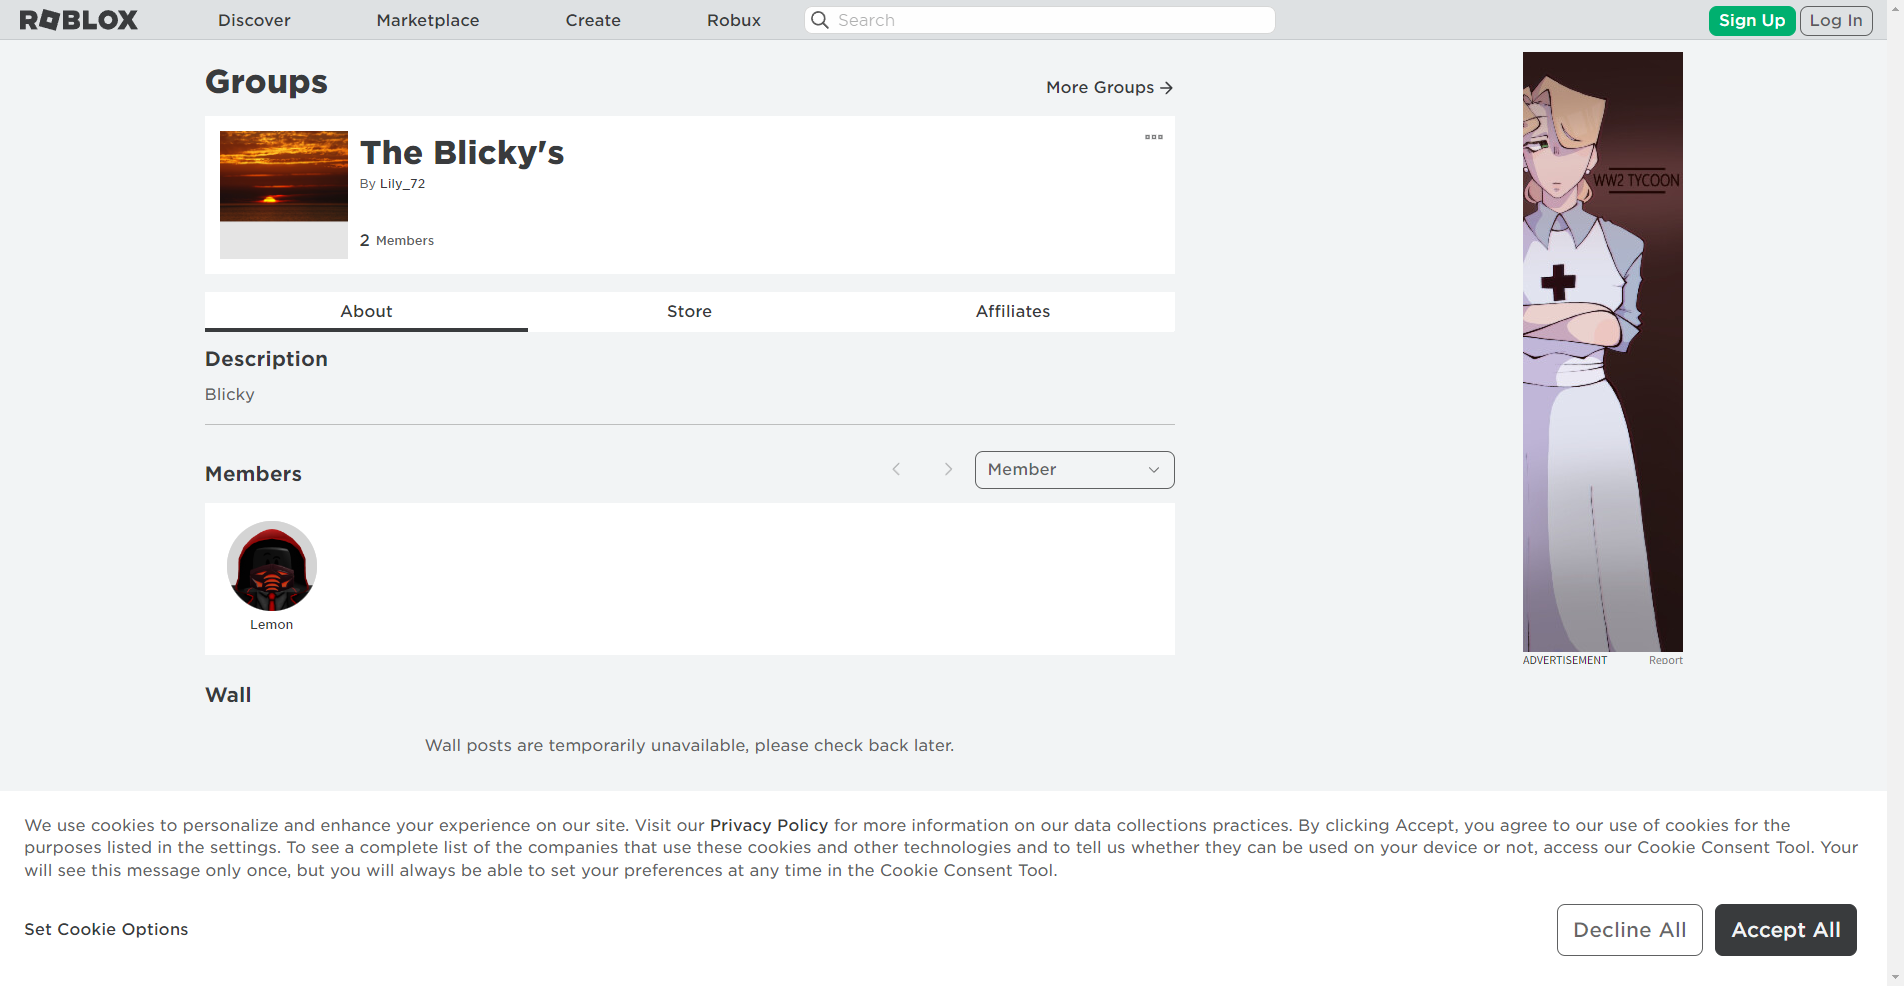 ROBLOX
Discover
Marketplace
Create
Robux
Search
Sign Up
Log In
Groups
More Groups
The Blicky's
By Lily_72
2 Members
About
Store
Affiliates
Description
Blicky
Members
Member
Lemon
Wall
Wall posts are temporarily unavailable, please check back later.
WW2 TYCOON
ADVERTISEMENT
Report
We use cookies to personalize and enhance your experience on our site. Visit our Privacy Policy for more information on our data collections practices. By clicking Accept, you agree to our use of cookies for the
purposes listed in the settings. To see a complete list of the companies that use these cookies and other technologies and to tell us whether they can be used on your device or not, access our Cookie Consent Tool. Your
will see this message only once, but you will always be able to set your preferences at any time in the Cookie Consent Tool.
Set Cookie Options
Decline All
Accept All